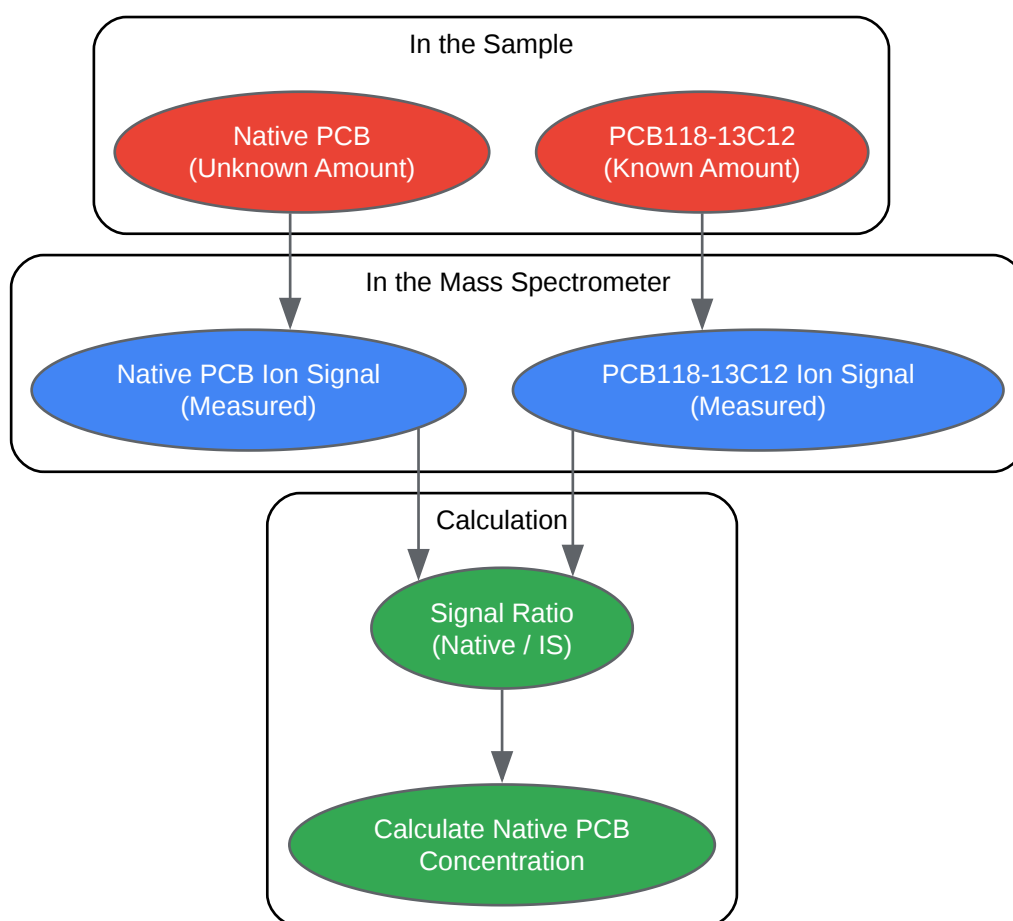 In the Sample
Native PCB
(Unknown Amount)
PCB118-13C12
(Known Amount)
In the Mass Spectrometer
Native PCB Ion Signal
(Measured)
PCB118-13C12 Ion Signal
(Measured)
Calculation
Signal Ratio
(Native / IS)
Calculate Native PCB
Concentration